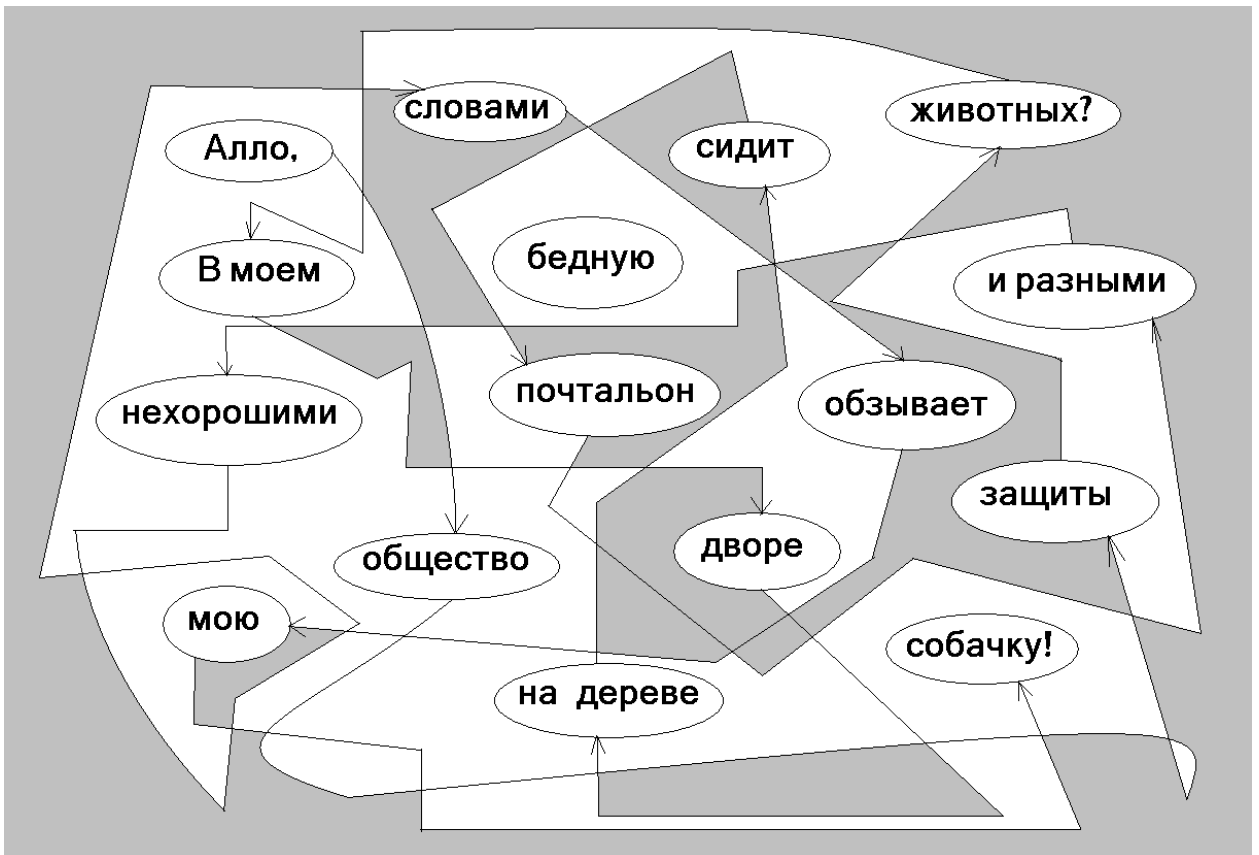 словами
животных?
Алло,
сидит
В моем
бедную
и разными
нехорошими
почтальон
обзывает
защиты
общество
дворе
мою
собачку!
на дереве